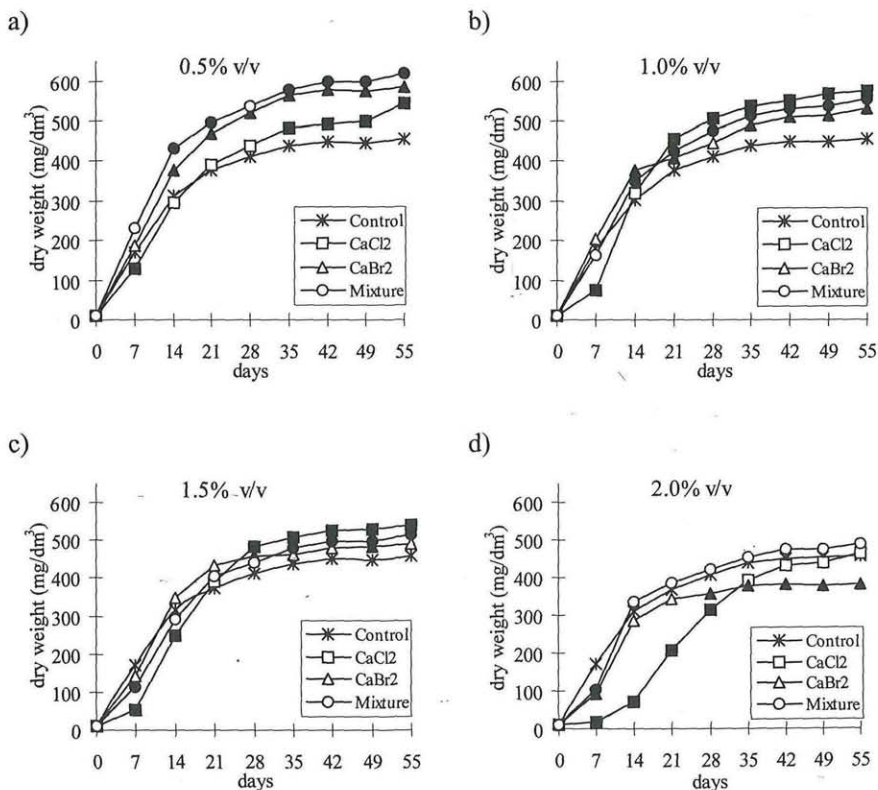 a)
0.5% v/v
dry weight (mg/dm³)
600
500
400
300
200
100
0
Control
CaCl2
CaBr2
Mixture
0 7 14 21 28 35 42 49 55
days
b)
1.0% v/v
dry weight (mg/dm³)
600
500
400
300
200
100
0
Control
CaCl2
CaBr2
Mixture
0 7 14 21 28 35 42 49 55
days
c)
1.5% v/v
dry weight (mg/dm³)
600
500
400
300
200
100
0
Control
CaCl2
CaBr2
Mixture
0 7 14 21 28 35 42 49 55
days
d)
2.0% v/v
dry weight (mg/dm³)
600
500
400
300
200
100
0
Control
CaCl2
CaBr2
Mixture
0 7 14 21 28 35 42 49 55
days